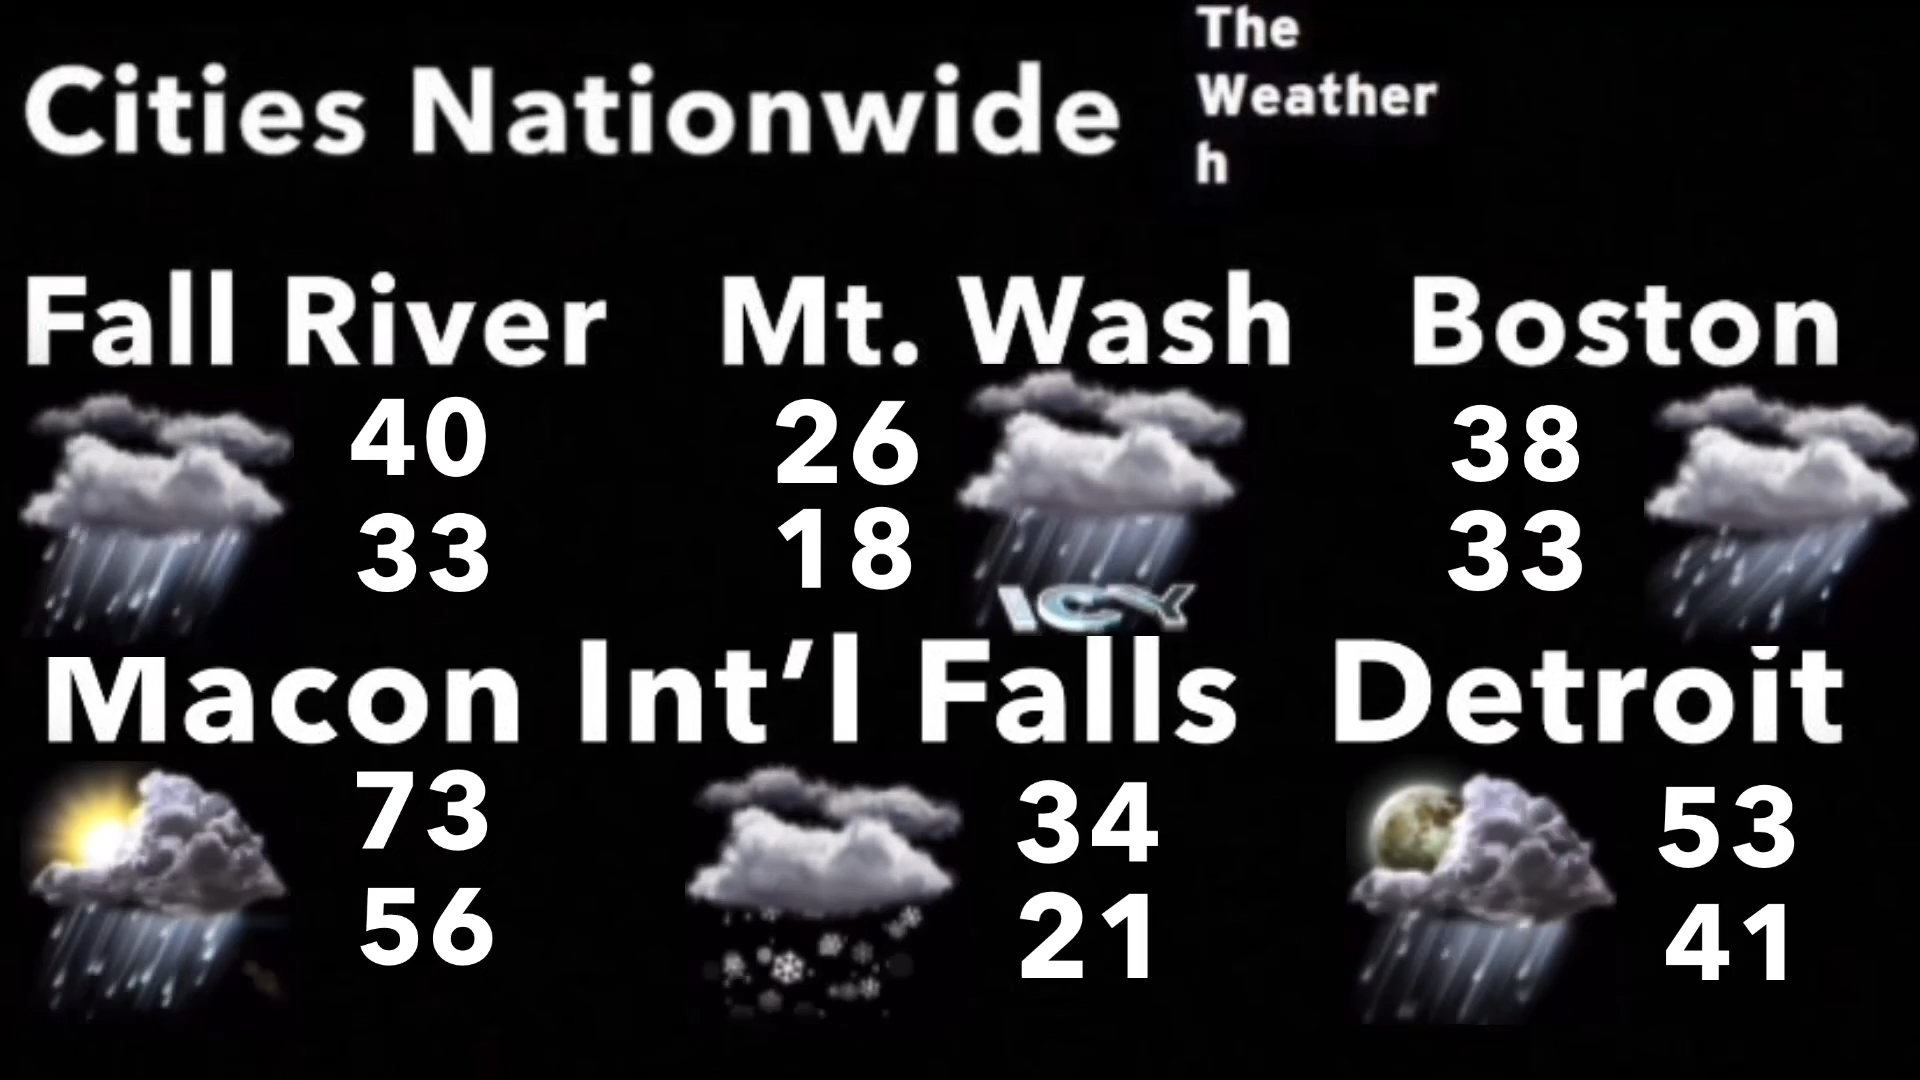 The
Cities Nationwide
Weather
h
Fall River
Mt. Wash
Boston
40
26
38
33
18
33
ICY
Macon
Int’l Falls
Detroit
73
34
53
56
21
41